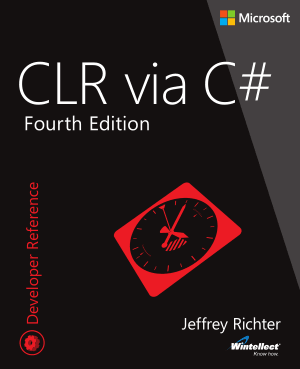 Microsoft
CLR via C#
Fourth Edition
Developer Reference
Jeffrey Richter
Wintellect
Know how.